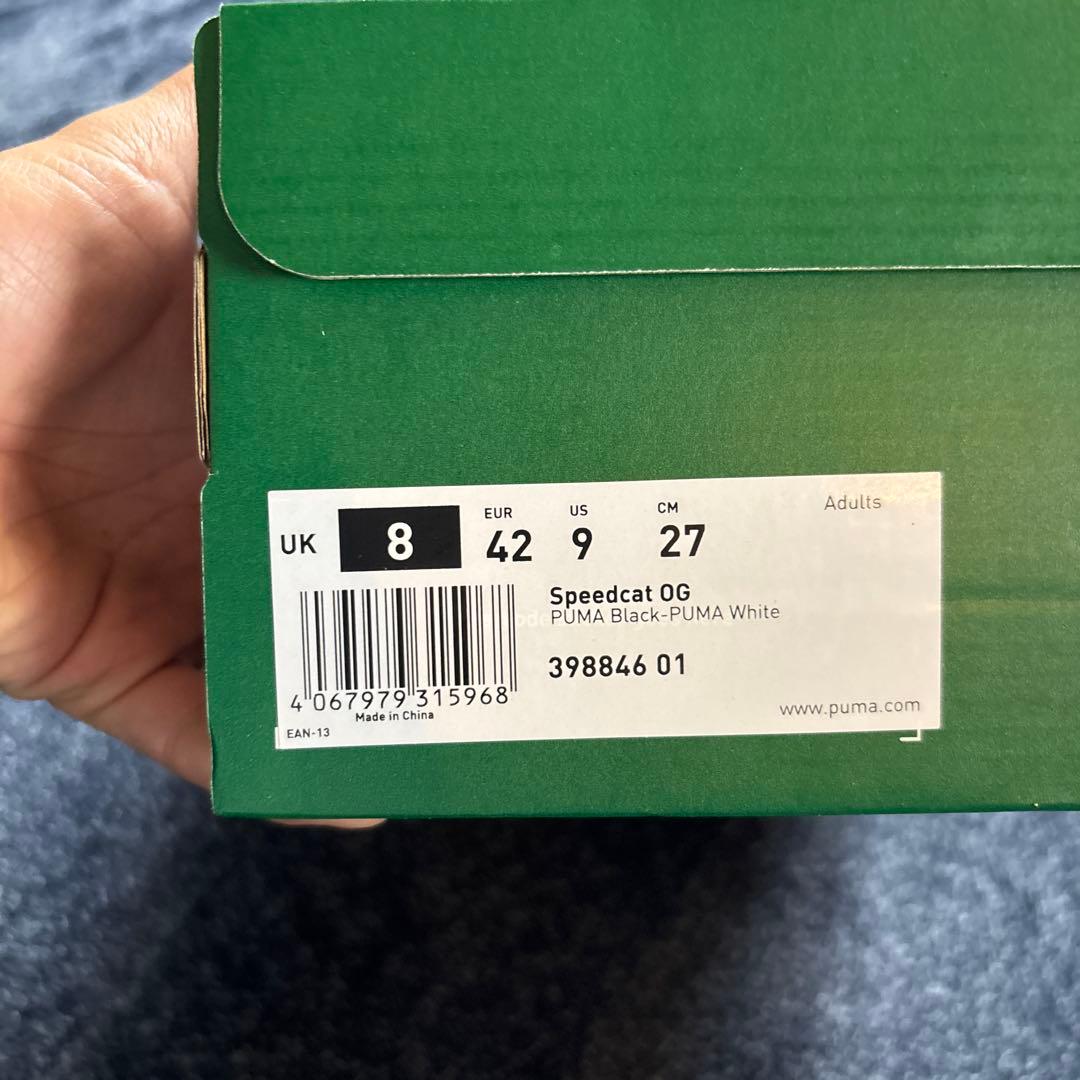 Adults
UK 8 EUR 42 US 9 CM 27
Speedcat OG
PUMA Black-PUMA White
398846 01
4 067979 315968
Made in China
EAN-13
www.puma.com